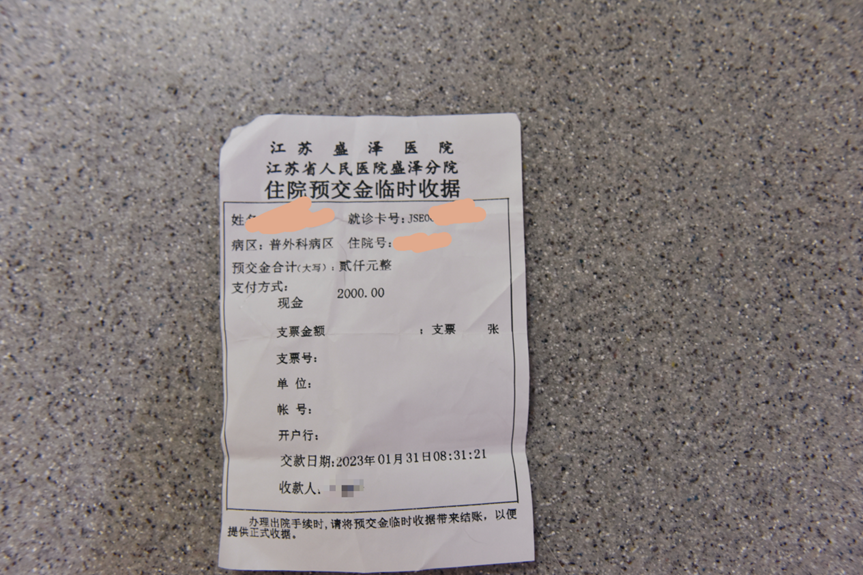 江苏盛泽医院
江苏省人民医院盛泽分院
住院预交金临时收据
姓 就诊卡号:JSE0
病区: 普外科病区 住院号:
预交金合计(大写): 贰仟元整
支付方式:
现金 2000.00
支票金额 : 支票 张
支票号:
单 位:
帐 号:
开户行:
交款日期:2023年01月31日08:31:21
收款人.
办理出院手续时,请将预交金临时收据带来结账, 以便
提供正式收据。